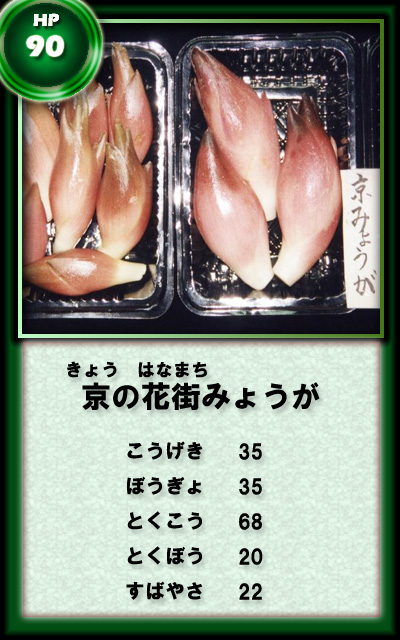 HP
90
京みょうが
きょう はなまち
京の花街みょうが
こうげき 35
ぼうぎょ 35
とくこう 68
とくぼう 20
すばやさ 22